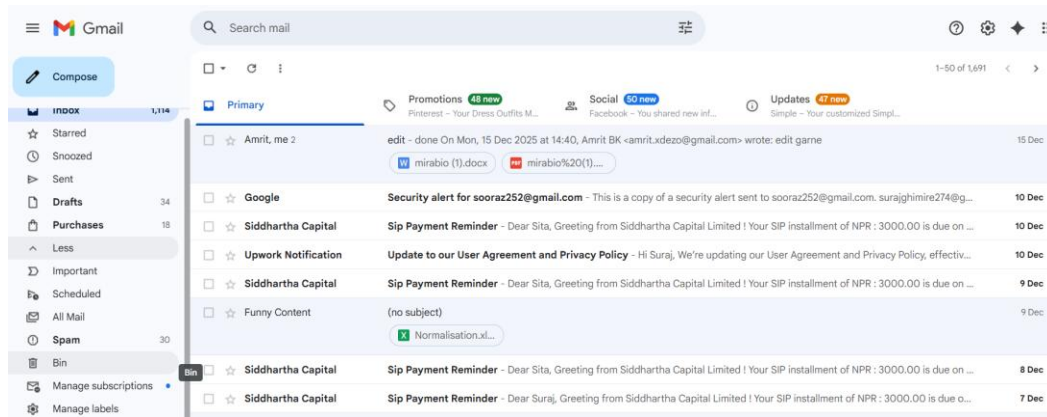 Gmail
Search mail
Compose
1–50 of 1,691
Inbox 1,114
Starred
Snoozed
Sent
Drafts 34
Purchases 18
Less
Important
Scheduled
All Mail
Spam 30
Bin
Manage subscriptions
Manage labels
Bin
Primary
Promotions 48 new
Pinterest – Your Dress Outfits M...
Social 50 new
Facebook – You shared new inf...
Updates 47 new
Simple – Your customized Simpl...
Amrit, me 2 edit - done On Mon, 15 Dec 2025 at 14:40, Amrit BK <amrit.xdezo@gmail.com> wrote: edit garne 15 Dec
W mirabio (1).docx PDF mirabio%20(1)....
Google Security alert for sooraz252@gmail.com - This is a copy of a security alert sent to sooraz252@gmail.com. surajghimire274@g... 10 Dec
Siddhartha Capital Sip Payment Reminder - Dear Sita, Greeting from Siddhartha Capital Limited ! Your SIP installment of NPR : 3000.00 is due on ... 10 Dec
Upwork Notification Update to our User Agreement and Privacy Policy - Hi Suraj, We're updating our User Agreement and Privacy Policy, effectiv... 10 Dec
Siddhartha Capital Sip Payment Reminder - Dear Sita, Greeting from Siddhartha Capital Limited ! Your SIP installment of NPR : 3000.00 is due on ... 9 Dec
Funny Content (no subject) 9 Dec
X Normalisation.xl...
Siddhartha Capital Sip Payment Reminder - Dear Sita, Greeting from Siddhartha Capital Limited ! Your SIP installment of NPR : 3000.00 is due on ... 8 Dec
Siddhartha Capital Sip Payment Reminder - Dear Suraj, Greeting from Siddhartha Capital Limited ! Your SIP installment of NPR : 3000.00 is due o... 7 Dec